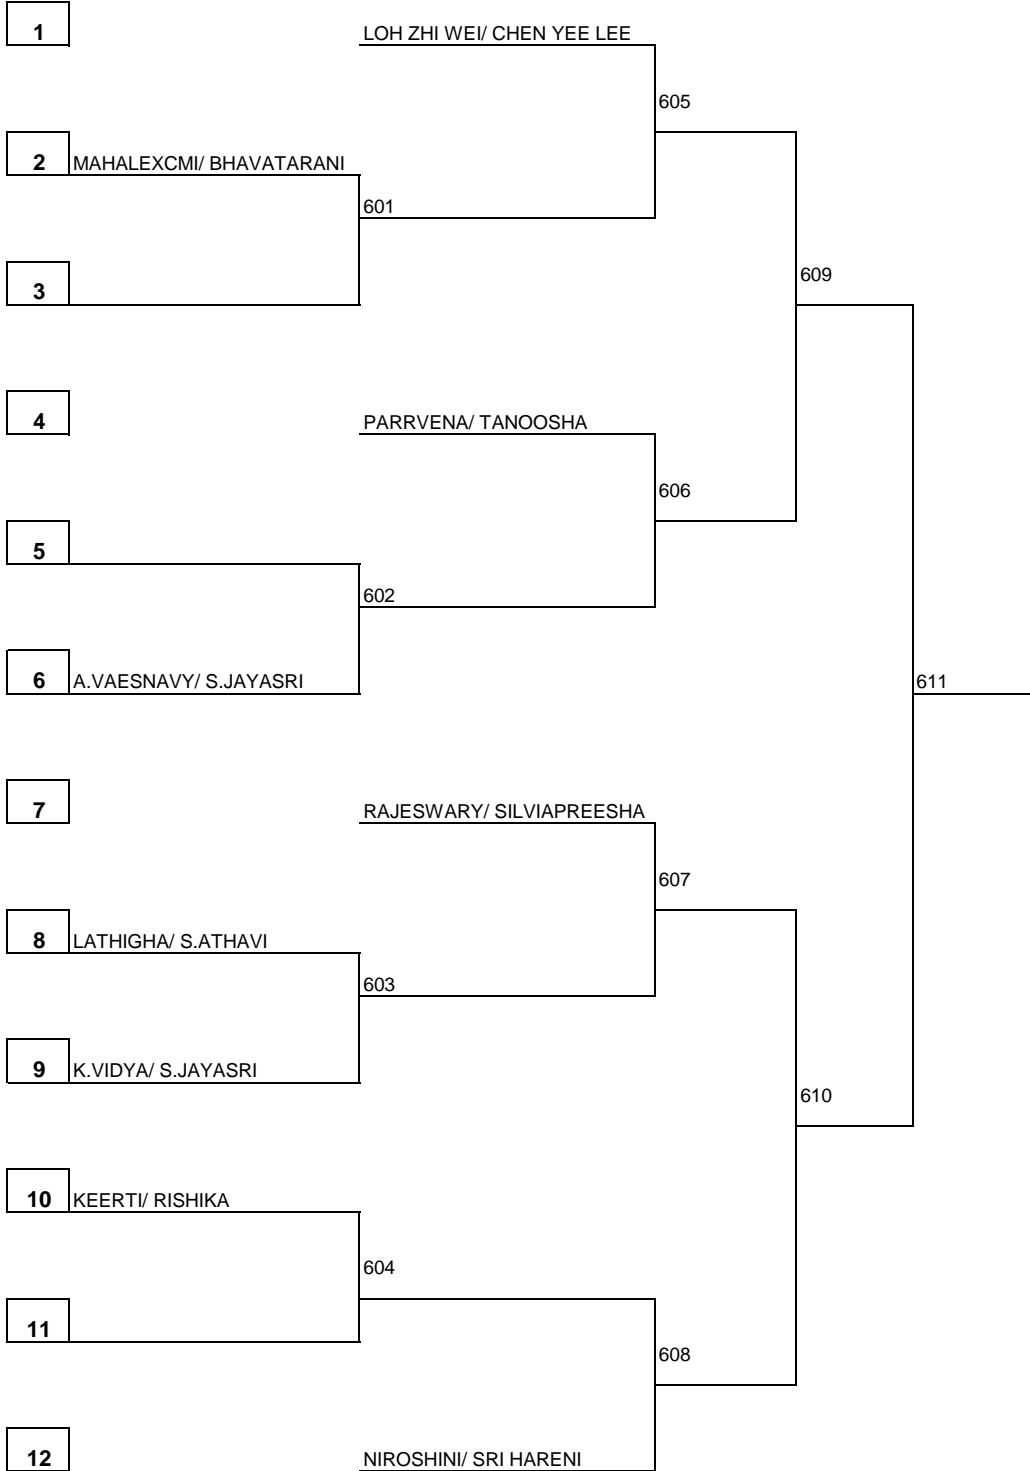 1 LOH ZHI WEI/ CHEN YEE LEE
605
2 MAHALEXCMI/ BHAVATARANI
601
609
3
4 PARRVENA/ TANOOSHA
606
5
602
6 A.VAESNAVY/ S.JAYASRI
611
7 RAJESWARY/ SILVIAPREESHA
607
8 LATHIGHA/ S.ATHAVI
603
9 K.VIDYA/ S.JAYASRI
610
10 KEERTI/ RISHIKA
604
11
608
12 NIROSHINI/ SRI HARENI